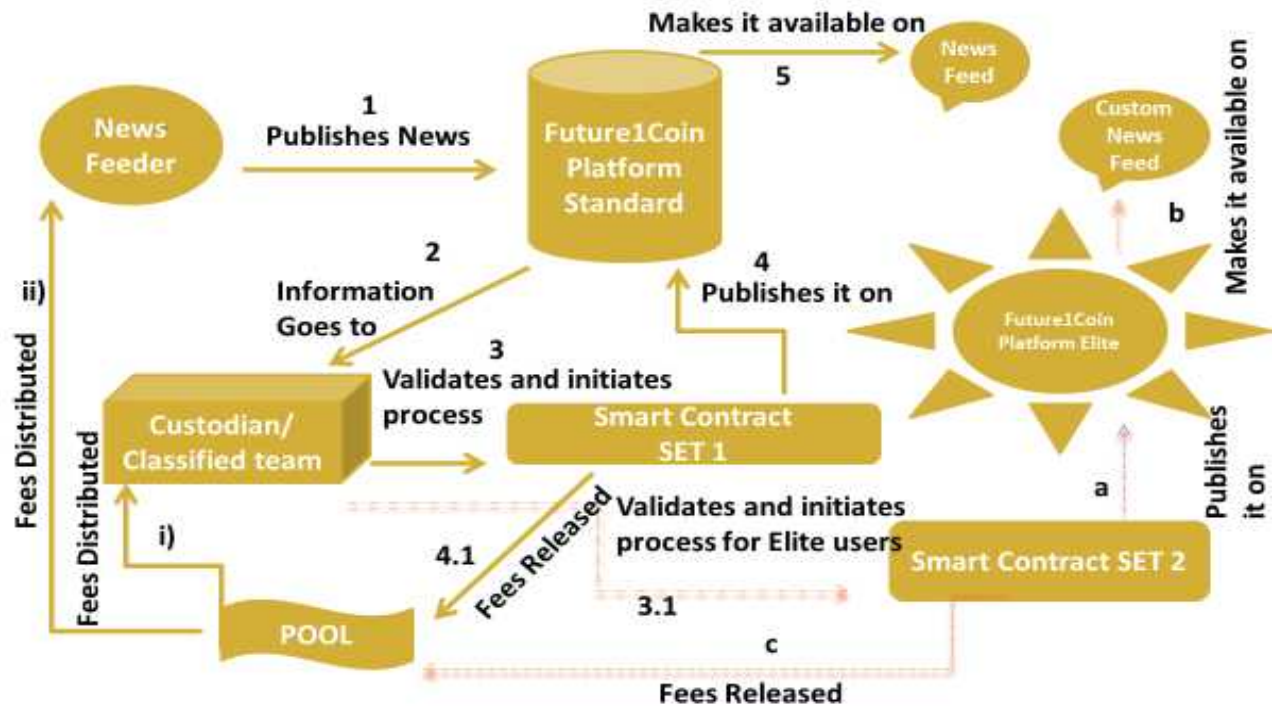 Makes it available on
5
News
Feed
1
Publishes News
News
Feeder
Future1Coin
Platform
Standard
Custom
News
Feed
Makes it available on
b
2
Information
Goes to
4
Publishes it on
ii)
Fees Distributed
Future1Coin
Platform Elite
3
Validates and initiates
process
Custodian/
Classified team
Smart Contract
SET 1
Publishes
it on
a
Fees Distributed
i)
4.1
Fees Released
Validates and initiates
process for Elite users
3.1
Smart Contract SET 2
POOL
c
Fees Released